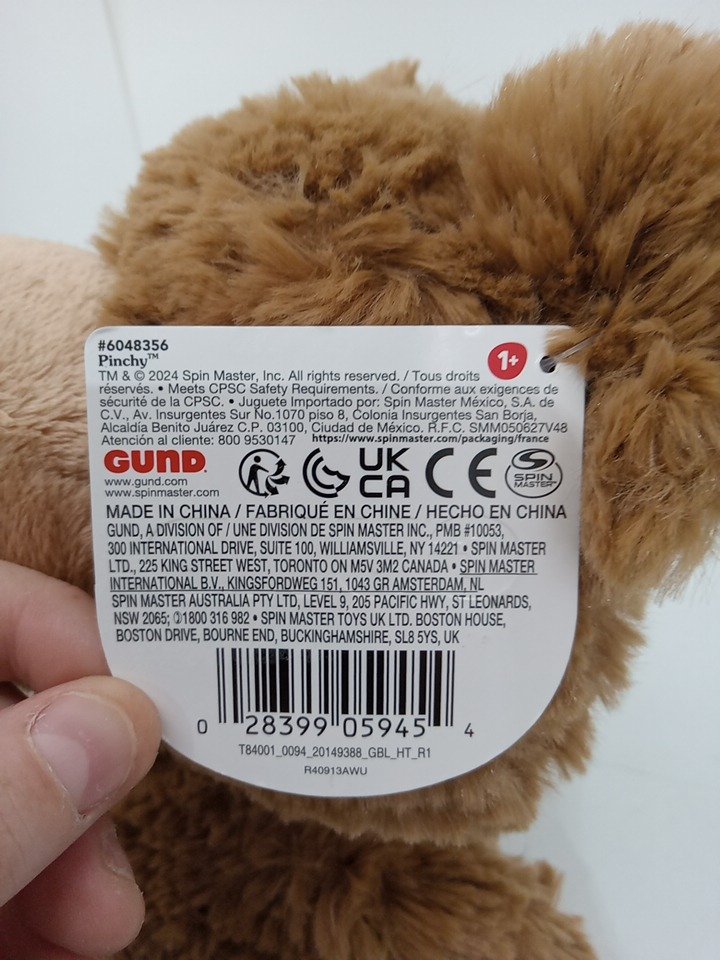 #6048356
Pinchy™
1+
TM & © 2024 Spin Master, Inc. All rights reserved. / Tous droits
réservés. • Meets CPSC Safety Requirements. / Conforme aux exigences de
sécurité de la CPSC. • Juguete Importado por: Spin Master México, S.A. de
C.V., Av. Insurgentes Sur No.1070 piso 8, Colonía Insurgentes San Borja,
Alcaldía Benito Juárez C.P. 03100, Ciudad de México. R.F.C. SMM050627V48
Atención al cliente: 800 9530147 https://www.spinmaster.com/packaging/france
GUND®
www.gund.com
www.spinmaster.com
UK
CA
CE
SPIN
MASTER™
MADE IN CHINA / FABRIQUÉ EN CHINE / HECHO EN CHINA
GUND, A DIVISION OF / UNE DIVISION DE SPIN MASTER INC., PMB #10053,
300 INTERNATIONAL DRIVE, SUITE 100, WILLIAMSVILLE, NY 14221 • SPIN MASTER
LTD., 225 KING STREET WEST, TORONTO ON M5V 3M2 CANADA • SPIN MASTER
INTERNATIONAL B.V., KINGSFORDWEG 151, 1043 GR AMSTERDAM, NL
SPIN MASTER AUSTRALIA PTY LTD, LEVEL 9, 205 PACIFIC HWY, ST LEONARDS,
NSW 2065; 1800 316 982 • SPIN MASTER TOYS UK LTD. BOSTON HOUSE,
BOSTON DRIVE, BOURNE END, BUCKINGHAMSHIRE, SL8 5YS, UK
0 28399 05945 4
T84001_0094_20149388_GBL_HT_R1
R40913AWU